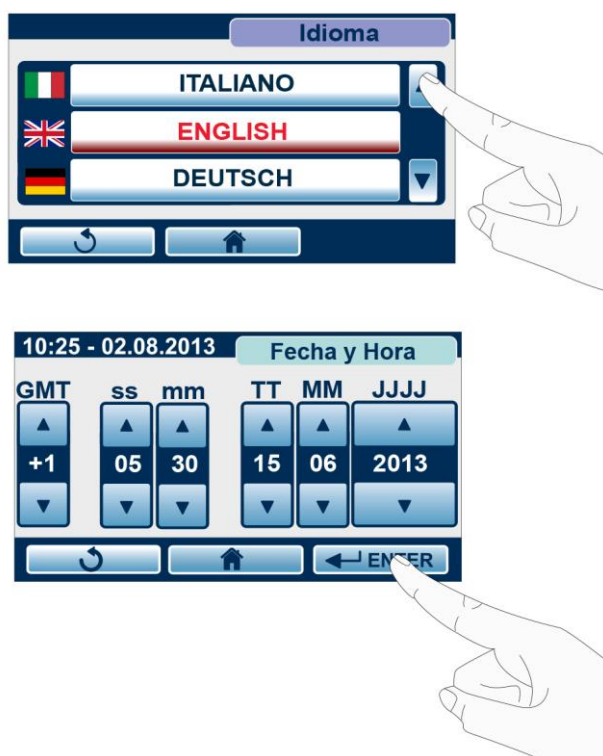 Idioma
ITALIANO
ENGLISH
DEUTSCH
10:25 - 02.08.2013 Fecha y Hora
GMT ss mm TT MM JJJJ
+1 05 30 15 06 2013
ENTER